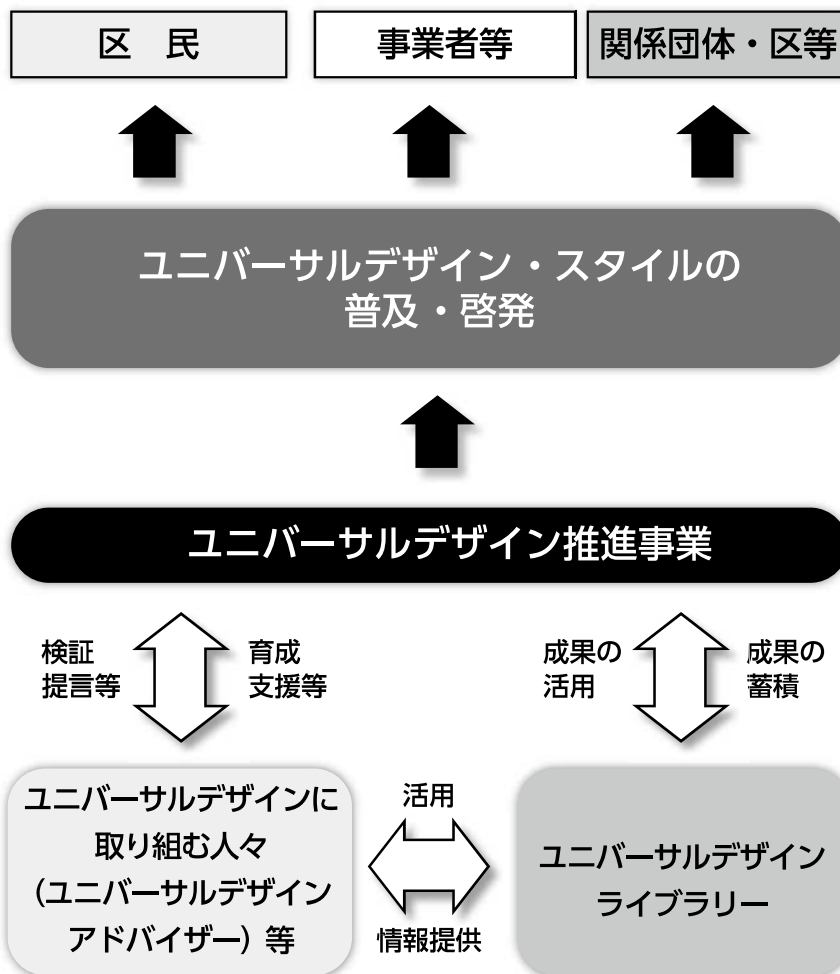 区　民
事業者等
関係団体・区等
ユニバーサルデザイン・スタイルの
普及・啓発
ユニバーサルデザイン推進事業
検証
提言等
育成
支援等
成果の
活用
成果の
蓄積
ユニバーサルデザインに
取り組む人々
（ユニバーサルデザイン
アドバイザー）等
活用
情報提供
ユニバーサルデザイン
ライブラリー